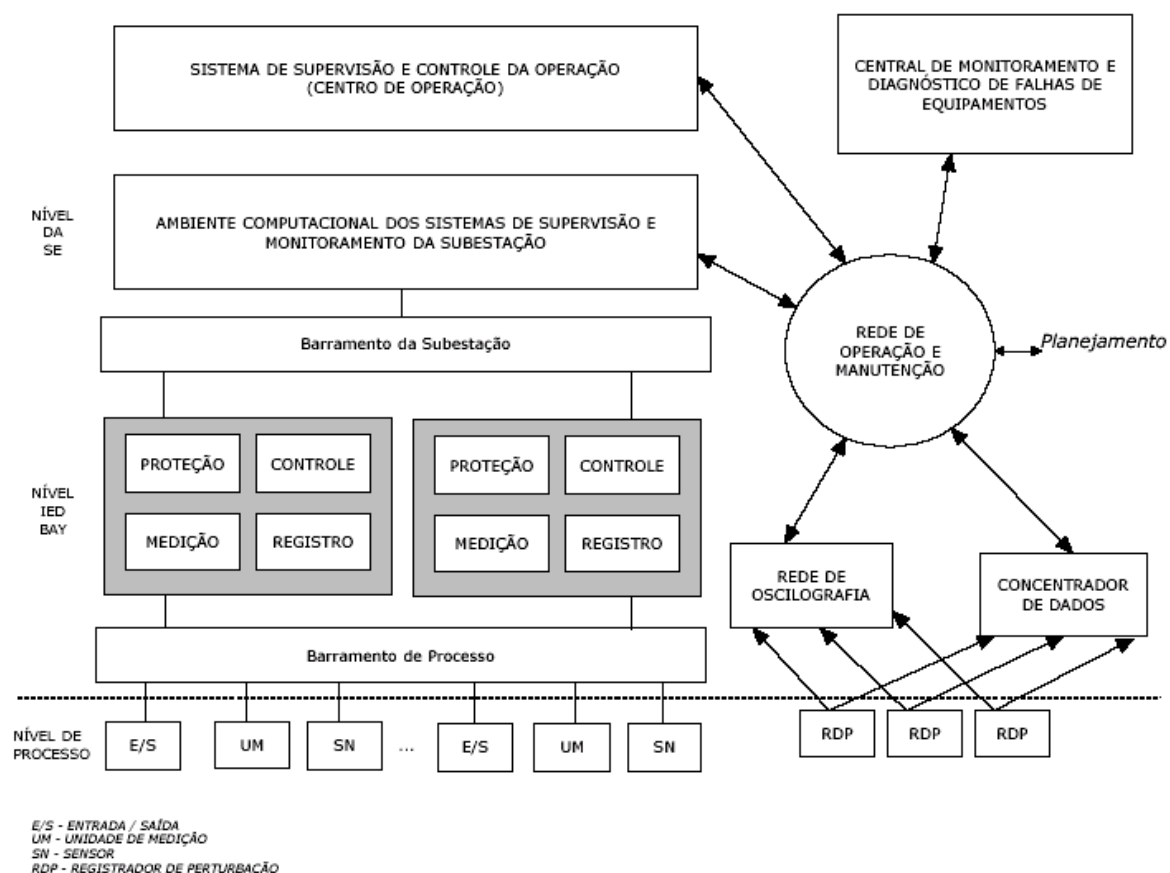 SISTEMA DE SUPERVISÃO E CONTROLE DA OPERAÇÃO
(CENTRO DE OPERAÇÃO)
CENTRAL DE MONITORAMENTO E
DIAGNÓSTICO DE FALHAS DE
EQUIPAMENTOS
NÍVEL
DA
SE
AMBIENTE COMPUTACIONAL DOS SISTEMAS DE SUPERVISÃO E
MONITORAMENTO DA SUBESTAÇÃO
Barramento da Subestação
REDE DE
OPERAÇÃO E
MANUTENÇÃO
Planejamento
NÍVEL
IED
BAY
PROTEÇÃO
CONTROLE
MEDIÇÃO
REGISTRO
PROTEÇÃO
CONTROLE
MEDIÇÃO
REGISTRO
REDE DE
OSCILOGRAFIA
CONCENTRADOR
DE DADOS
Barramento de Processo
NÍVEL DE
PROCESSO
E/S
UM
SN
...
E/S
UM
SN
RDP
RDP
RDP
E/S - ENTRADA / SAÍDA
UM - UNIDADE DE MEDIÇÃO
SN - SENSOR
RDP - REGISTRADOR DE PERTURBAÇÃO